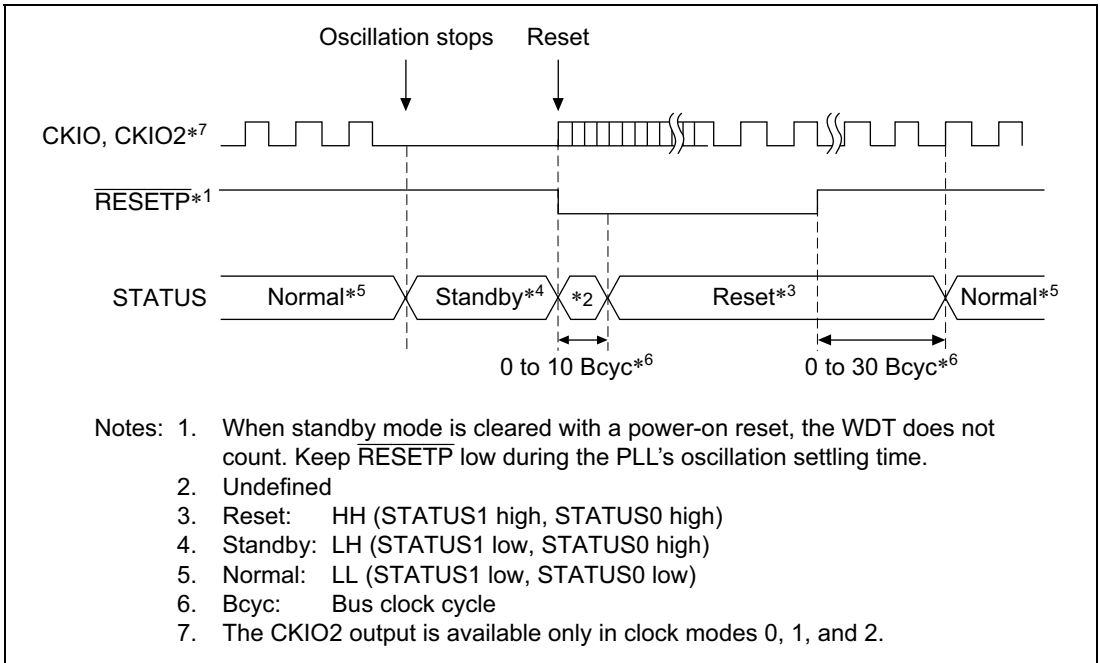 Oscillation stops Reset
CKIO, CKIO2*7
RESETP*1
STATUS Normal*5 Standby*4 *2 Reset*3 Normal*5
0 to 10 Bcyc*6 0 to 30 Bcyc*6
Notes: 1. When standby mode is cleared with a power-on reset, the WDT does not
count. Keep RESETP low during the PLL's oscillation settling time.
2. Undefined
3. Reset: HH (STATUS1 high, STATUS0 high)
4. Standby: LH (STATUS1 low, STATUS0 high)
5. Normal: LL (STATUS1 low, STATUS0 low)
6. Bcyc: Bus clock cycle
7. The CKIO2 output is available only in clock modes 0, 1, and 2.